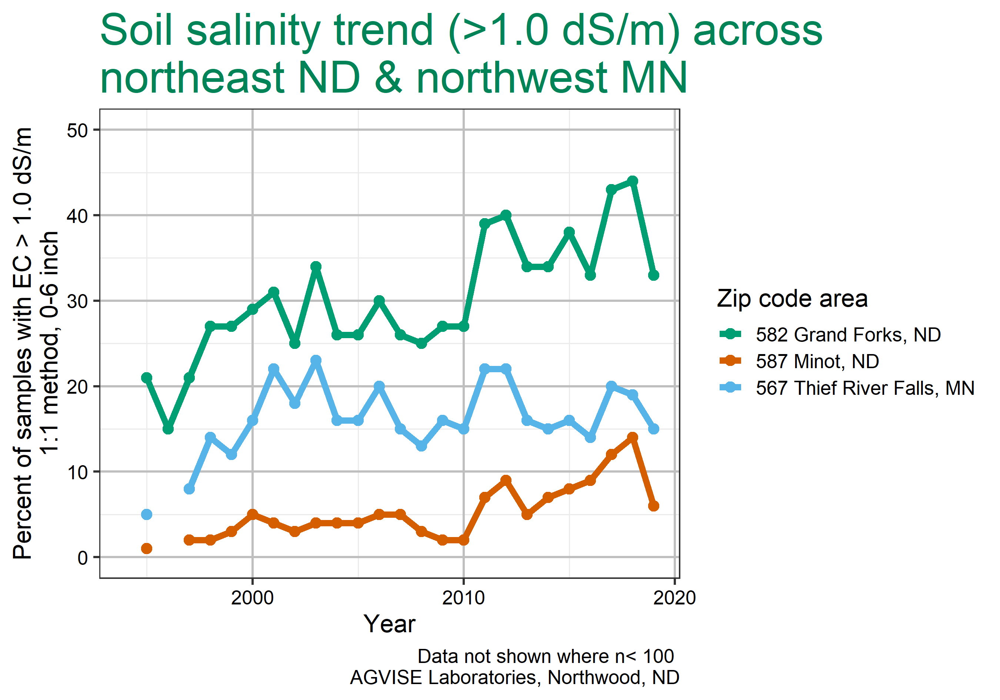 Soil salinity trend (>1.0 dS/m) across
northeast ND & northwest MN
Percent of samples with EC > 1.0 dS/m
1:1 method, 0-6 inch
50
40
30
20
10
0
2000
2010
2020
Year
Zip code area
582 Grand Forks, ND
587 Minot, ND
567 Thief River Falls, MN
Data not shown where n< 100
AGVISE Laboratories, Northwood, ND